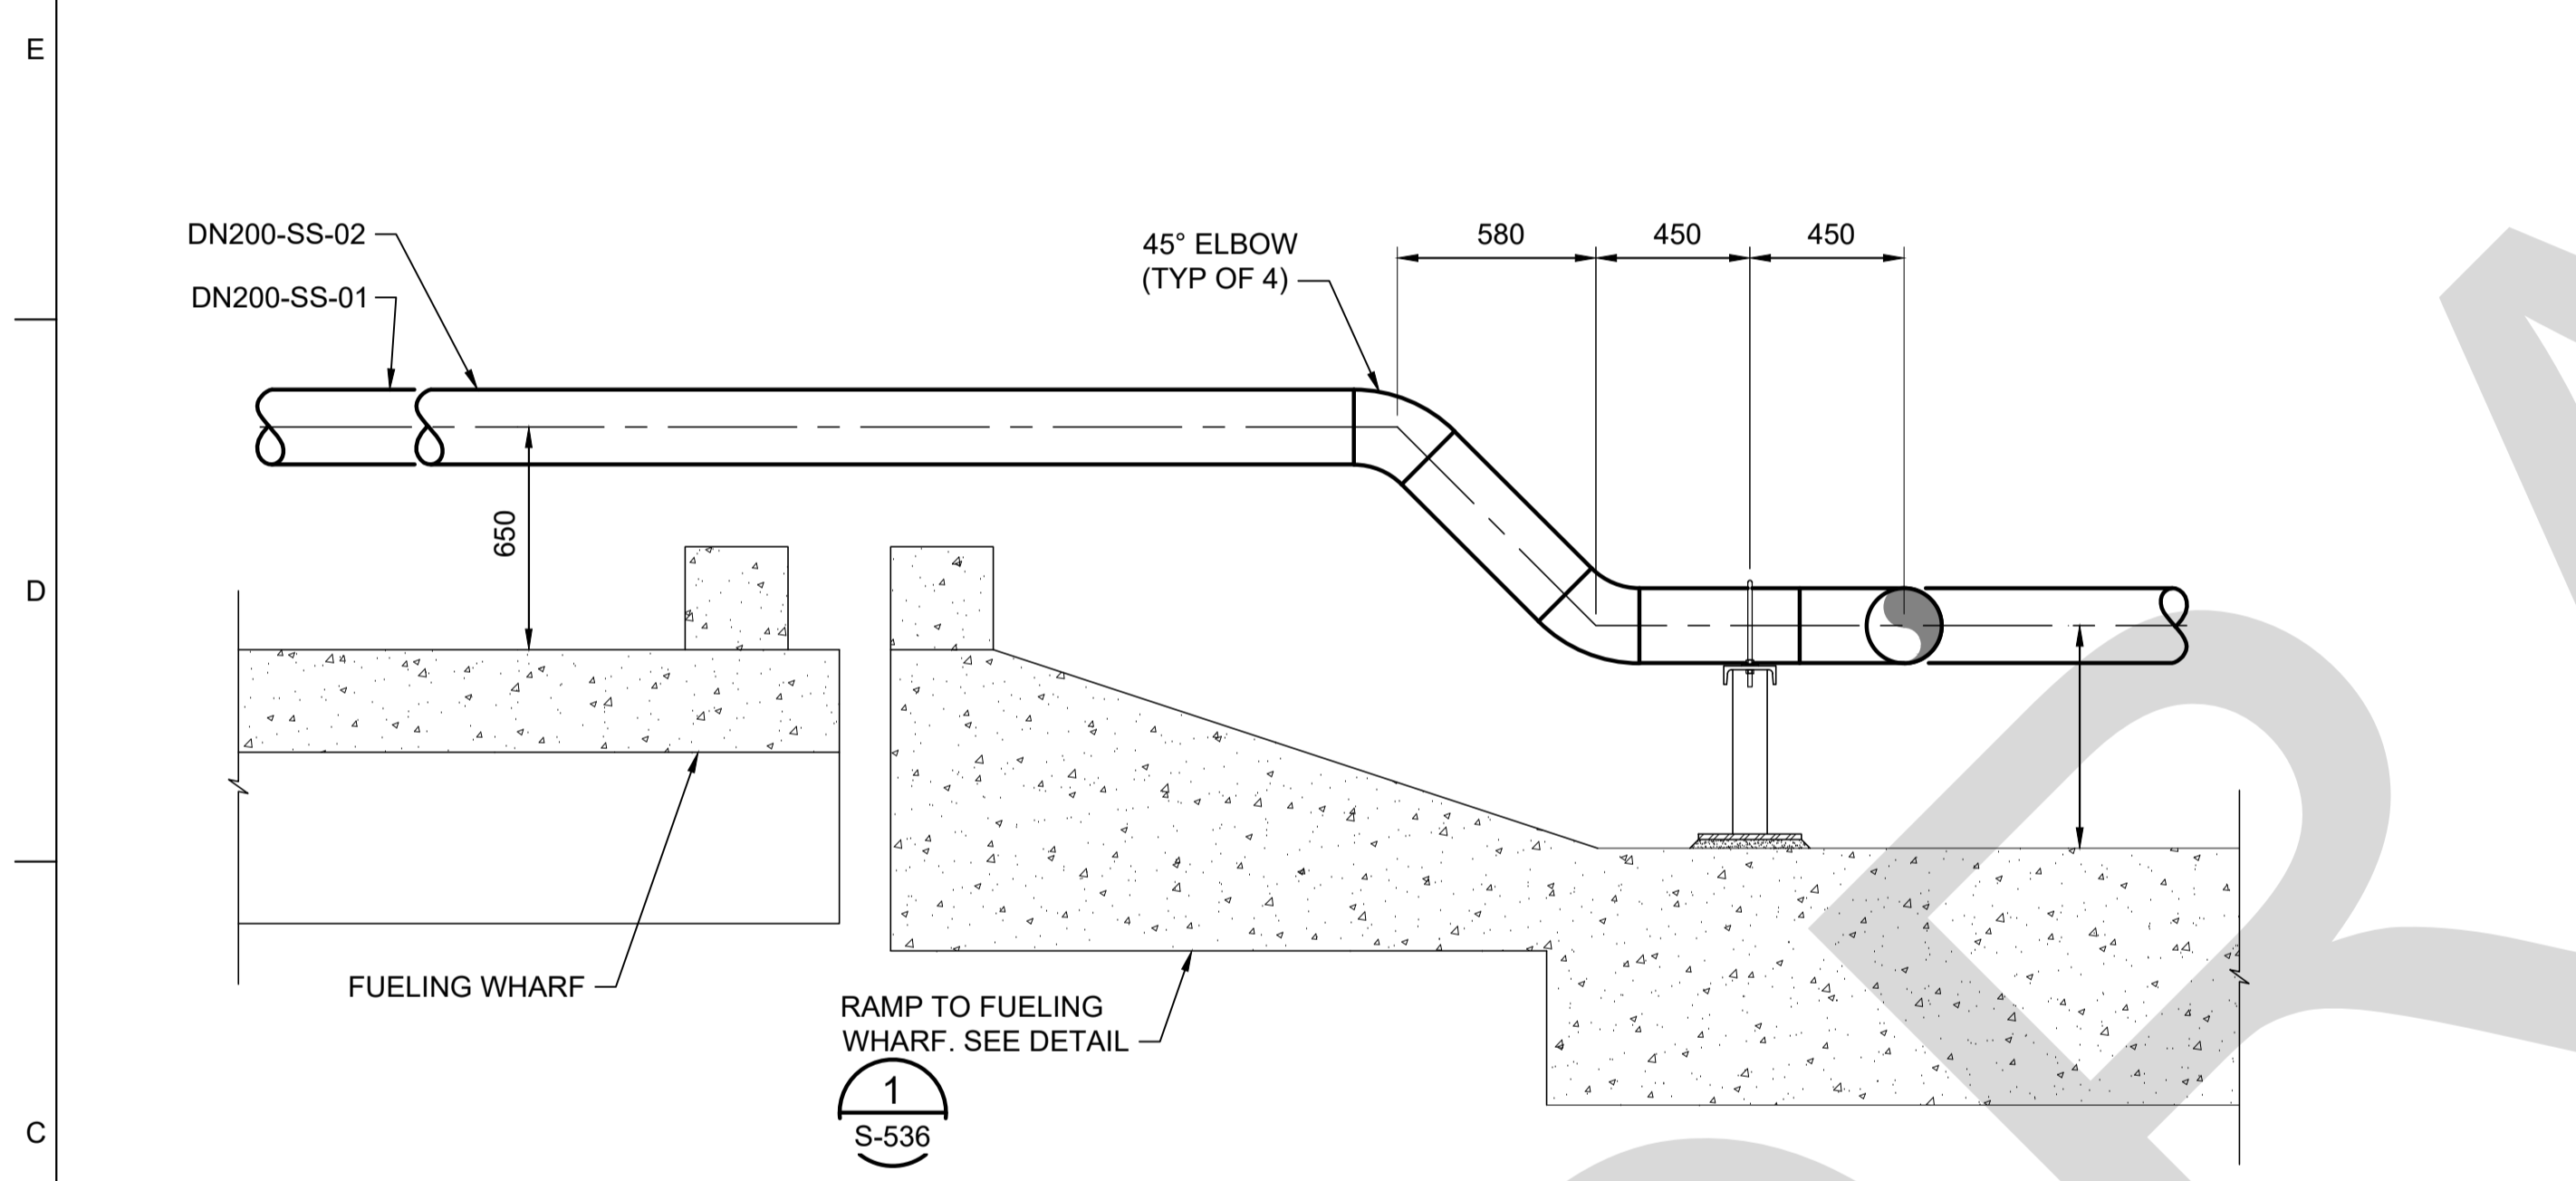 E
DN200-SS-02
DN200-SS-01
45° ELBOW
(TYP OF 4)
580
450
450
650
D
FUELING WHARF
RAMP TO FUELING
WHARF. SEE DETAIL
1
S-536
C